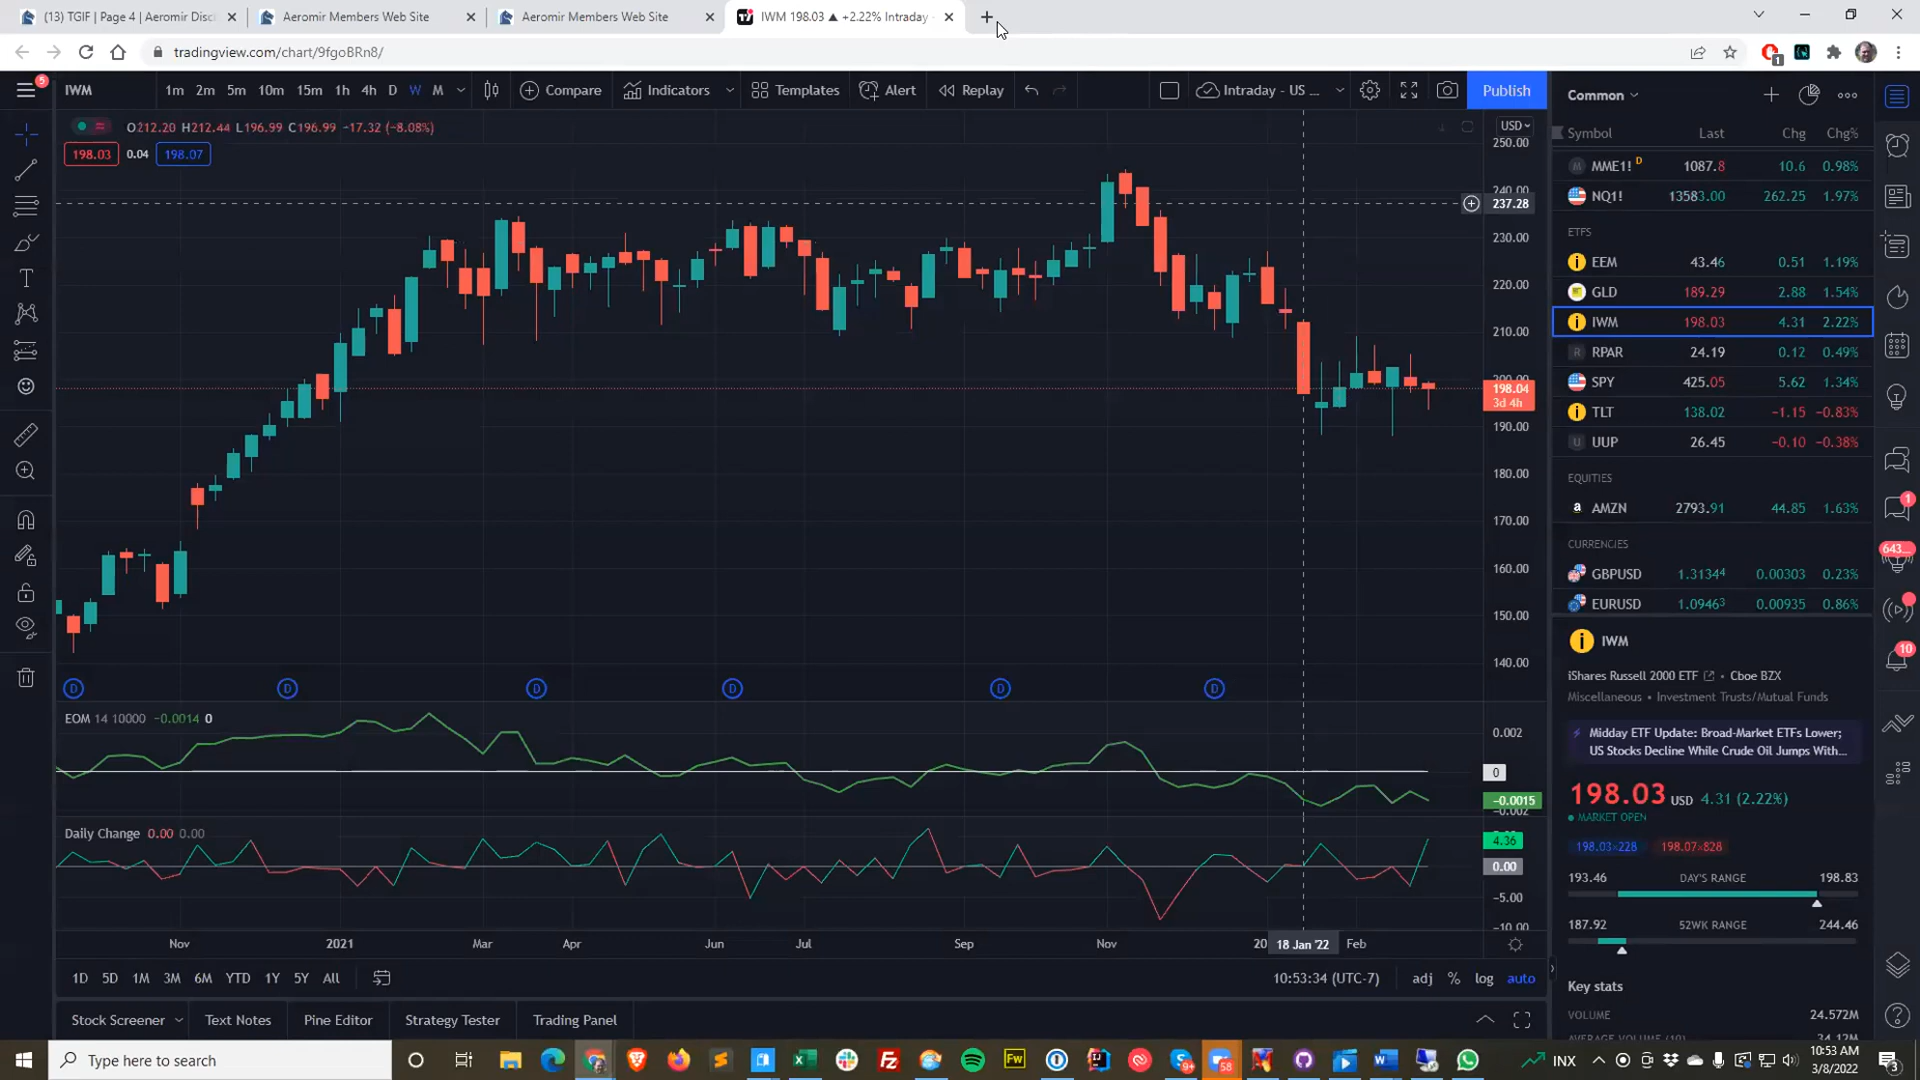 (13) TGIF | Page 4 | Aeromir Disc
Aeromir Members Web Site
Aeromir Members Web Site
IWM 198.03 ▲ +2.22% Intraday
tradingview.com/chart/9fgoBRn8/
1
5
IWM
1m 2m 5m 10m 15m 1h 4h D W M
Compare
Indicators
Templates
Alert
Replay
Intraday - US ...
Publish
O212.20 H212.44 L196.99 C196.99 −17.32 (−8.08%)
198.03 0.04 198.07
USD
250.00
240.00
237.28
230.00
220.00
210.00
200.00
198.04
3d 4h
190.00
180.00
170.00
160.00
150.00
140.00
D D D D D D
EOM 14 10000 −0.0014 0
0.002
0
−0.0015
−0.002
Daily Change 0.00 0.00
4.36
0.00
−5.00
−10.00
Nov 2021 Mar Apr Jun Jul Sep Nov 20 18 Jan '22 Feb
1D 5D 1M 3M 6M YTD 1Y 5Y All
10:53:34 (UTC-7)
adj % log auto
Stock Screener
Text Notes
Pine Editor
Strategy Tester
Trading Panel
Common
Symbol Last Chg Chg%
MME1! D 1087.8 10.6 0.98%
NQ1! 13583.00 262.25 1.97%
ETFS
EEM 43.46 0.51 1.19%
GLD 189.29 2.88 1.54%
IWM 198.03 4.31 2.22%
RPAR 24.19 0.12 0.49%
SPY 425.05 5.62 1.34%
TLT 138.02 −1.15 −0.83%
UUP 26.45 −0.10 −0.38%
EQUITIES
AMZN 2793.91 44.85 1.63%
CURRENCIES
GBPUSD 1.31344 0.00303 0.23%
EURUSD 1.09463 0.00935 0.86%
IWM
iShares Russell 2000 ETF • Cboe BZX
Miscellaneous • Investment Trusts/Mutual Funds
Midday ETF Update: Broad-Market ETFs Lower;
US Stocks Decline While Crude Oil Jumps With...
198.03 USD 4.31 (2.22%)
MARKET OPEN
198.03×228 198.07×828
193.46 DAY'S RANGE 198.83
187.92 52WK RANGE 244.46
Key stats
VOLUME 24.572M
1
643...
10
Type here to search
Fw
9+
58
INX
10:53 AM
3/8/2022
3